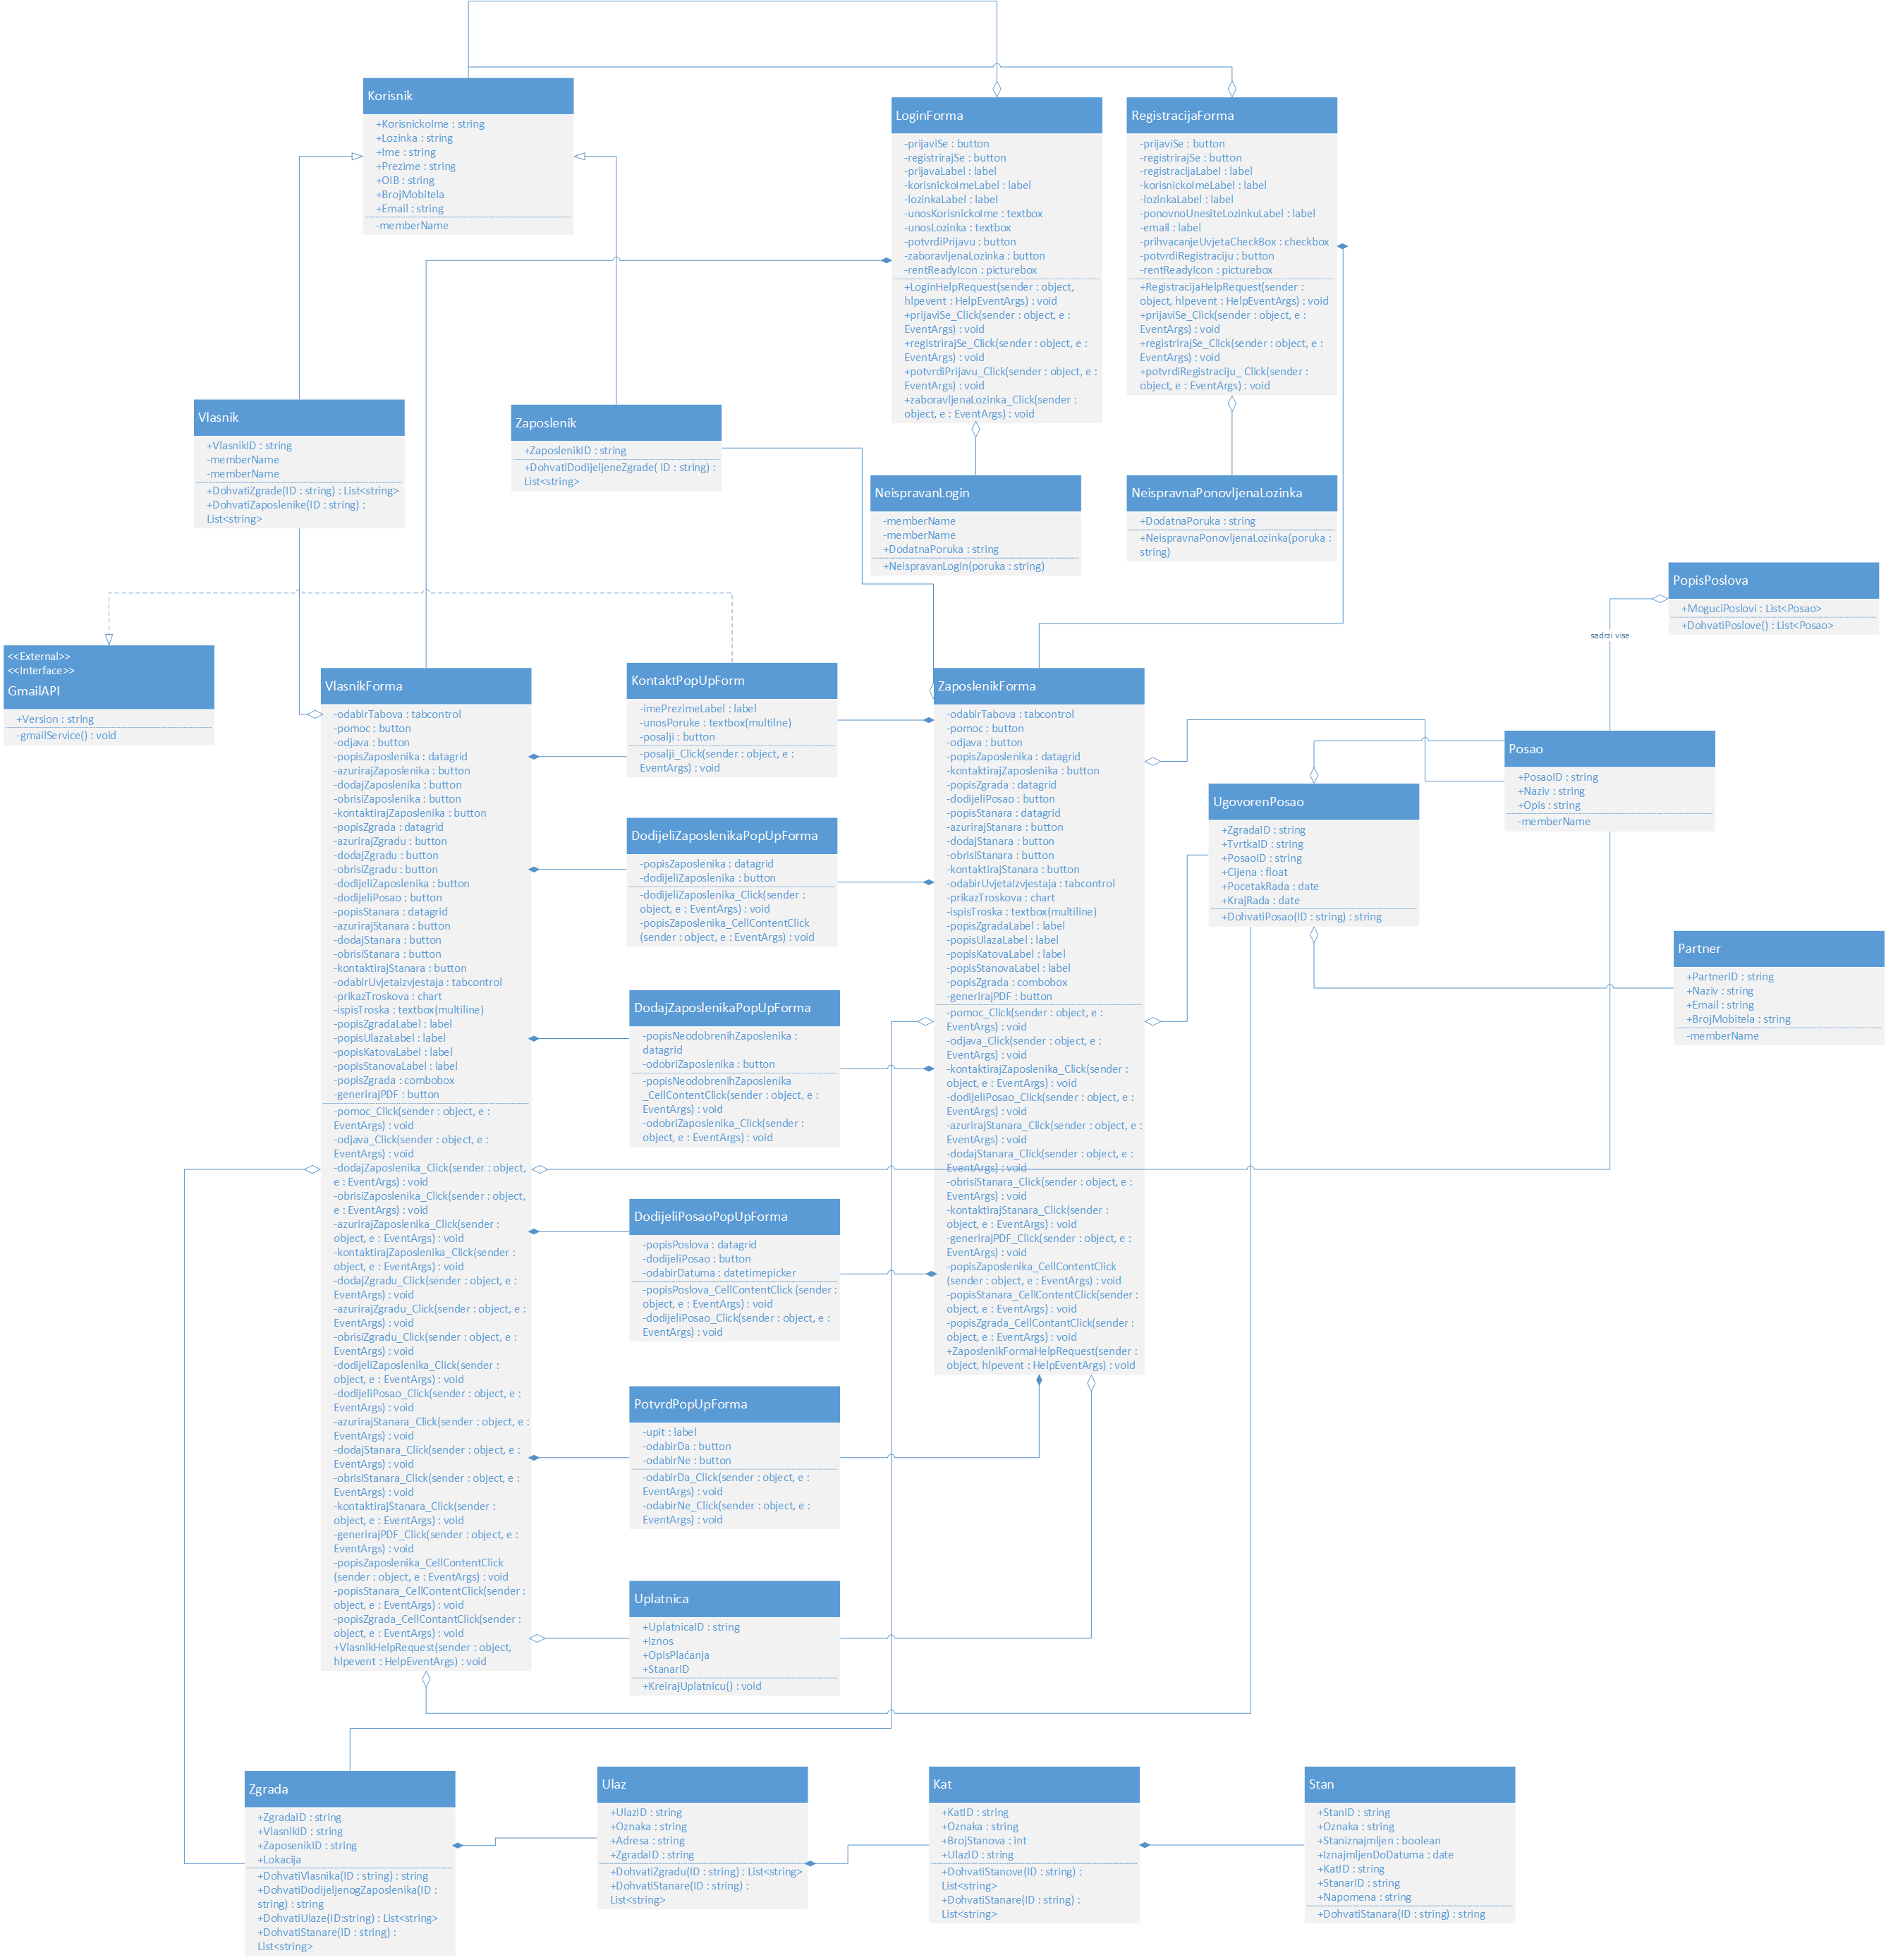 Korisnik
+KorisnickoIme : string
+Lozinka : string
+Ime : string
+Prezime : string
+OIB : string
+BrojMobitela
+Email : string
-memberName
LoginForma
-prijaviSe : button
-registrirajSe : button
-prijavaLabel : label
-korisnickoImeLabel : label
-lozinkaLabel : label
-unosKorisnickoIme : textbox
-unosLozinka : textbox
-potvrdiPrijavu : button
-zaboravljenaLozinka : button
-rentReadyIcon : picturebox
+LoginHelpRequest(sender : object,
hlpevent : HelpEventArgs) : void
+prijaviSe_Click(sender : object, e :
EventArgs) : void
+registrirajSe_Click(sender : object, e :
EventArgs) : void
+potvrdiPrijavu_Click(sender : object, e :
EventArgs) : void
+zaboravljenaLozinka_Click(sender :
object, e : EventArgs) : void
RegistracijaForma
-prijaviSe : button
-registrirajSe : button
-registracijaLabel : label
-korisnickoImeLabel : label
-lozinkaLabel : label
-ponovnoUnesiteLozinkuLabel : label
-email : label
-prihvacanjeUvjetaCheckBox : checkbox
-potvrdiRegistraciju : button
-rentReadyIcon : picturebox
+RegistracijaHelpRequest(sender :
object, hlpevent : HelpEventArgs) : void
+prijaviSe_Click(sender : object, e :
EventArgs) : void
+registrirajSe_Click(sender : object, e :
EventArgs) : void
+potvrdiRegistraciju_ Click(sender :
object, e : EventArgs) : void
Vlasnik
+VlasnikID : string
-memberName
-memberName
+DohvatiZgrade(ID : string) : List<string>
+DohvatiZaposlenike(ID : string) :
List<string>
Zaposlenik
+ZaposlenikID : string
+DohvatiDodijeljeneZgrade( ID : string) :
List<string>
NeispravanLogin
-memberName
-memberName
+DodatnaPoruka : string
+NeispravanLogin(poruka : string)
NeispravnaPonovljenaLozinka
+DodatnaPoruka : string
+NeispravnaPonovljenaLozinka(poruka :
string)
PopisPoslova
+MoguciPoslovi : List<Posao>
+DohvatiPoslove() : List<Posao>
sadrzi vise
<<External>>
<<Interface>>
GmailAPI
+Version : string
-gmailService() : void
VlasnikForma
-odabirTabova : tabcontrol
-pomoc : button
-odjava : button
-popisZaposlenika : datagrid
-azurirajZaposlenika : button
-dodajZaposlenika : button
-obrisiZaposlenika : button
-kontaktirajZaposlenika : button
-popisZgrada : datagrid
-azurirajZgradu : button
-dodajZgradu : button
-obrisiZgradu : button
-dodijeliZaposlenika : button
-dodijeliPosao : button
-popisStanara : datagrid
-azurirajStanara : button
-dodajStanara : button
-obrisiStanara : button
-kontaktirajStanara : button
-odabirUvjetaIzvjestaja : tabcontrol
-prikazTroskova : chart
-ispisTroska : textbox(multiline)
-popisZgradaLabel : label
-popisUlazaLabel : label
-popisKatovaLabel : label
-popisStanovaLabel : label
-popisZgrada : combobox
-generirajPDF : button
-pomoc_Click(sender : object, e :
EventArgs) : void
-odjava_Click(sender : object, e :
EventArgs) : void
-dodajZaposlenika_Click(sender : object,
e : EventArgs) : void
-obrisiZaposlenika_Click(sender : object,
e : EventArgs) : void
-azurirajZaposlenika_Click(sender :
object, e : EventArgs) : void
-kontaktirajZaposlenika_Click(sender :
object, e : EventArgs) : void
-dodajZgradu_Click(sender : object, e :
EventArgs) : void
-azurirajZgradu_Click(sender : object, e :
EventArgs) : void
-obrisiZgradu_Click(sender : object, e :
EventArgs) : void
-dodijeliZaposlenika_Click(sender :
object, e : EventArgs) : void
-dodijeliPosao_Click(sender : object, e :
EventArgs) : void
-azurirajStanara_Click(sender : object, e :
EventArgs) : void
-dodajStanara_Click(sender : object, e :
EventArgs) : void
-obrisiStanara_Click(sender : object, e :
EventArgs) : void
-kontaktirajStanara_Click(sender :
object, e : EventArgs) : void
-generirajPDF_Click(sender : object, e :
EventArgs) : void
-popisZaposlenika_CellContentClick
(sender : object, e : EventArgs) : void
-popisStanara_CellContentClick(sender :
object, e : EventArgs) : void
-popisZgrada_CellContantClick(sender :
object, e : EventArgs) : void
+VlasnikHelpRequest(sender : object,
hlpevent : HelpEventArgs) : void
KontaktPopUpForm
-imePrezimeLabel : label
-unosPoruke : textbox(multilne)
-posalji : button
-posalji_Click(sender : object, e :
EventArgs) : void
DodijeliZaposlenikaPopUpForma
-popisZaposlenika : datagrid
-dodijeliZaposlenika : button
-dodijeliZaposlenika_Click(sender :
object, e : EventArgs) : void
-popisZaposlenika_CellContentClick
(sender : object, e : EventArgs) : void
DodajZaposlenikaPopUpForma
-popisNeodobrenihZaposlenika :
datagrid
-odobriZaposlenika : button
-popisNeodobrenihZaposlenika
_CellContentClick(sender : object, e :
EventArgs) : void
-odobriZaposlenika_Click(sender :
object, e : EventArgs) : void
DodijeliPosaoPopUpForma
-popisPoslova : datagrid
-dodijeliPosao : button
-odabirDatuma : datetimepicker
-popisPoslova_CellContentClick (sender :
object, e : EventArgs) : void
-dodijeliPosao_Click(sender : object, e :
EventArgs) : void
PotvrdPopUpForma
-upit : label
-odabirDa : button
-odabirNe : button
-odabirDa_Click(sender : object, e :
EventArgs) : void
-odabirNe_Click(sender : object, e :
EventArgs) : void
Uplatnica
+UplatnicaID : string
+Iznos
+OpisPlaćanja
+StanarID
+KreirajUplatnicu() : void
ZaposlenikForma
-odabirTabova : tabcontrol
-pomoc : button
-odjava : button
-popisZaposlenika : datagrid
-kontaktirajZaposlenika : button
-popisZgrada : datagrid
-dodijeliPosao : button
-popisStanara : datagrid
-azurirajStanara : button
-dodajStanara : button
-obrisiStanara : button
-kontaktirajStanara : button
-odabirUvjetaIzvjestaja : tabcontrol
-prikazTroskova : chart
-ispisTroska : textbox(multiline)
-popisZgradaLabel : label
-popisUlazaLabel : label
-popisKatovaLabel : label
-popisStanovaLabel : label
-popisZgrada : combobox
-generirajPDF : button
-pomoc_Click(sender : object, e :
EventArgs) : void
-odjava_Click(sender : object, e :
EventArgs) : void
-kontaktirajZaposlenika_Click(sender :
object, e : EventArgs) : void
-dodijeliPosao_Click(sender : object, e :
EventArgs) : void
-azurirajStanara_Click(sender : object, e :
EventArgs) : void
-dodajStanara_Click(sender : object, e :
EventArgs) : void
-obrisiStanara_Click(sender : object, e :
EventArgs) : void
-kontaktirajStanara_Click(sender :
object, e : EventArgs) : void
-generirajPDF_Click(sender : object, e :
EventArgs) : void
-popisZaposlenika_CellContentClick
(sender : object, e : EventArgs) : void
-popisStanara_CellContentClick(sender :
object, e : EventArgs) : void
-popisZgrada_CellContantClick(sender :
object, e : EventArgs) : void
+ZaposlenikFormaHelpRequest(sender :
object, hlpevent : HelpEventArgs) : void
UgovorenPosao
+ZgradaID : string
+TvrtkaID : string
+PosaoID : string
+Cijena : float
+PocetakRada : date
+KrajRada : date
+DohvatiPosao(ID : string) : string
Posao
+PosaoID : string
+Naziv : string
+Opis : string
-memberName
Partner
+PartnerID : string
+Naziv : string
+Email : string
+BrojMobitela : string
-memberName
Zgrada
+ZgradaID : string
+VlasnikID : string
+ZaposenikID : string
+Lokacija
+DohvatiVlasnika(ID : string) : string
+DohvatiDodijeljenogZaposlenika(ID :
string) : string
+DohvatiUlaze(ID:string) : List<string>
+DohvatiStanare(ID : string) :
List<string>
Ulaz
+UlazID : string
+Oznaka : string
+Adresa : string
+ZgradaID : string
+DohvatiZgradu(ID : string) : List<string>
+DohvatiStanare(ID : string) :
List<string>
Kat
+KatID : string
+Oznaka : string
+BrojStanova : int
+UlazID : string
+DohvatiStanove(ID : string) :
List<string>
+DohvatiStanare(ID : string) :
List<string>
Stan
+StanID : string
+Oznaka : string
+StanIznajmljen : boolean
+IznajmljenDoDatuma : date
+KatID : string
+StanarID : string
+Napomena : string
+DohvatiStanara(ID : string) : string